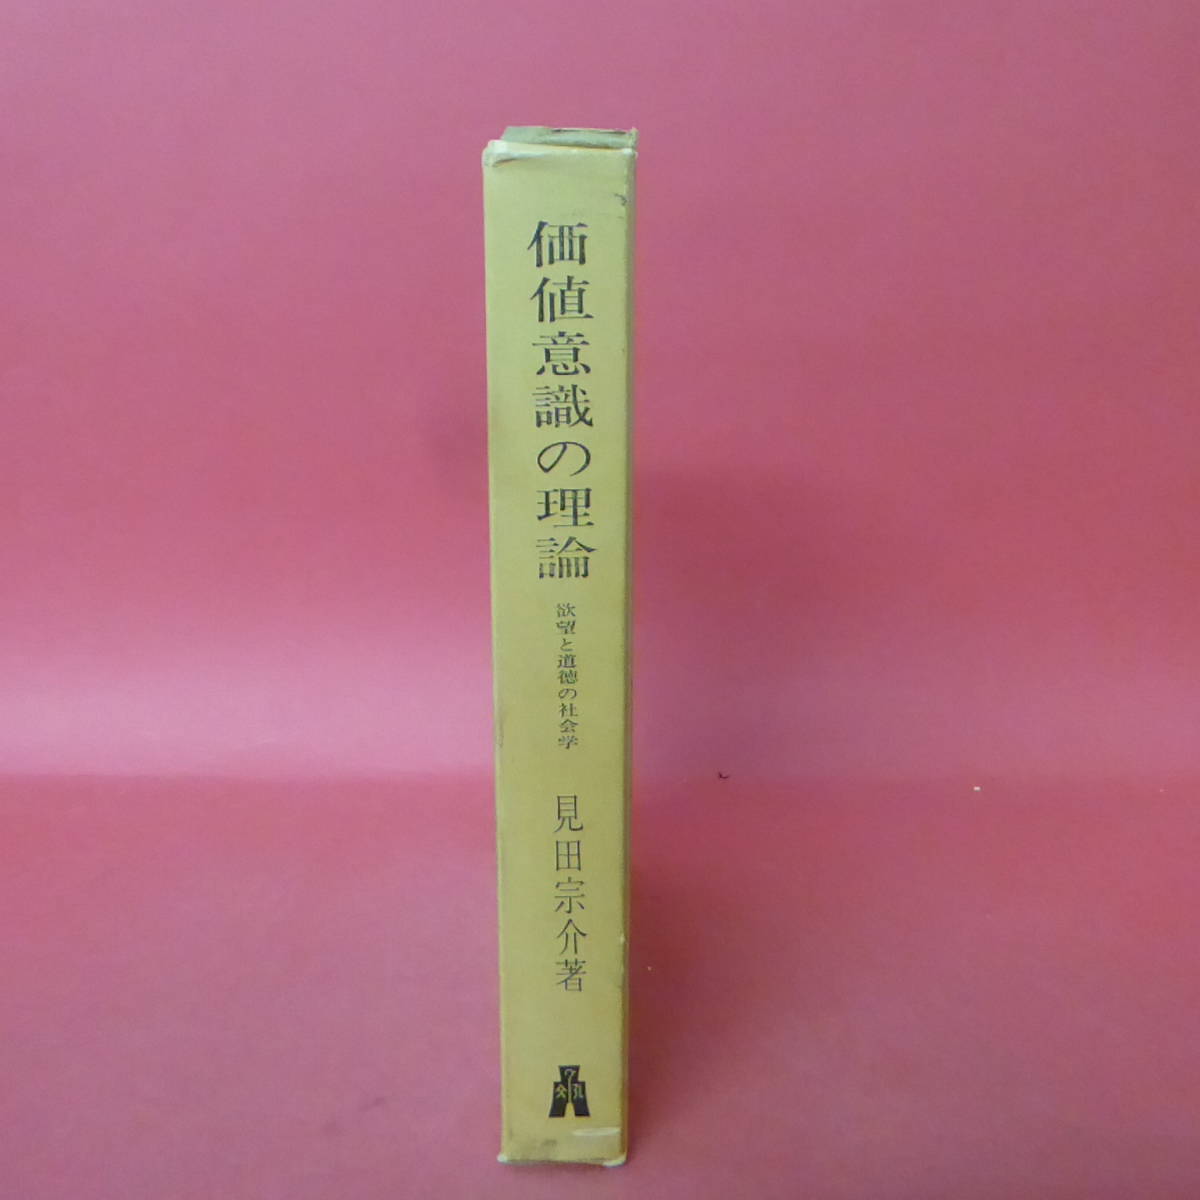 価値意識の理論
欲望と道徳の社会学
見田宗介著